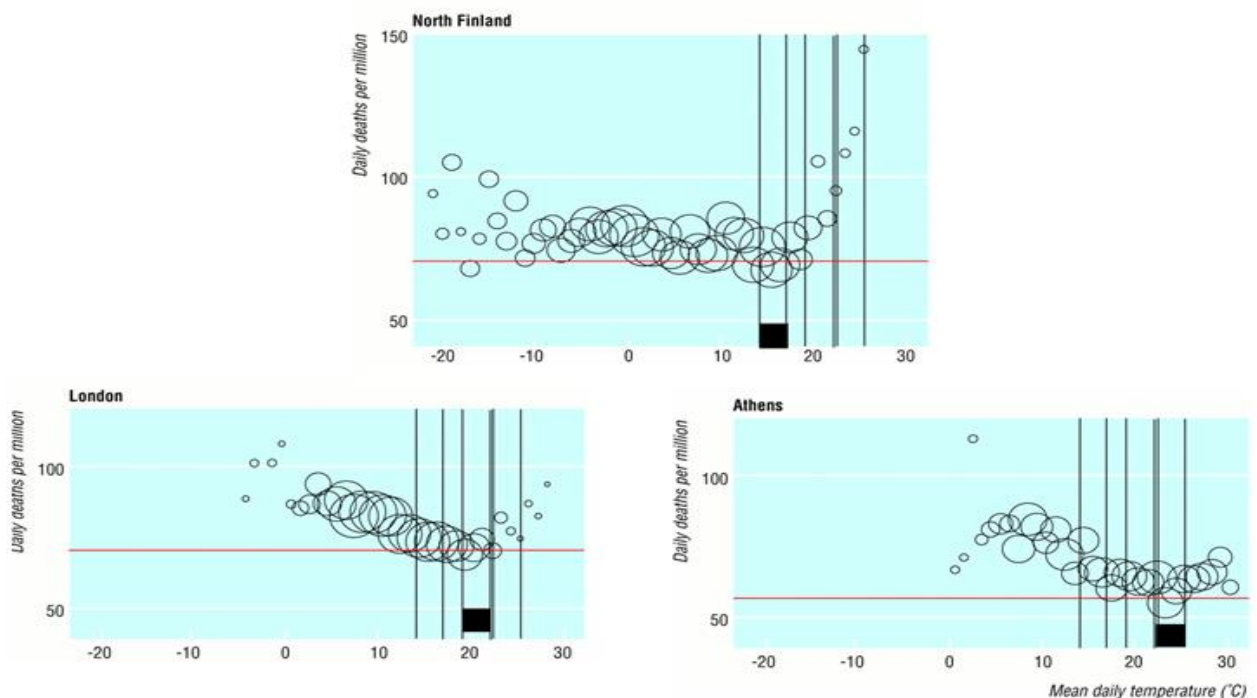 North Finland
Daily deaths per million
150
100
50
-20 -10 0 10 20 30
London
Daily deaths per million
100
50
-20 -10 0 10 20 30
Athens
Daily deaths per million
100
50
-20 -10 0 10 20 30
Mean daily temperature (°C)